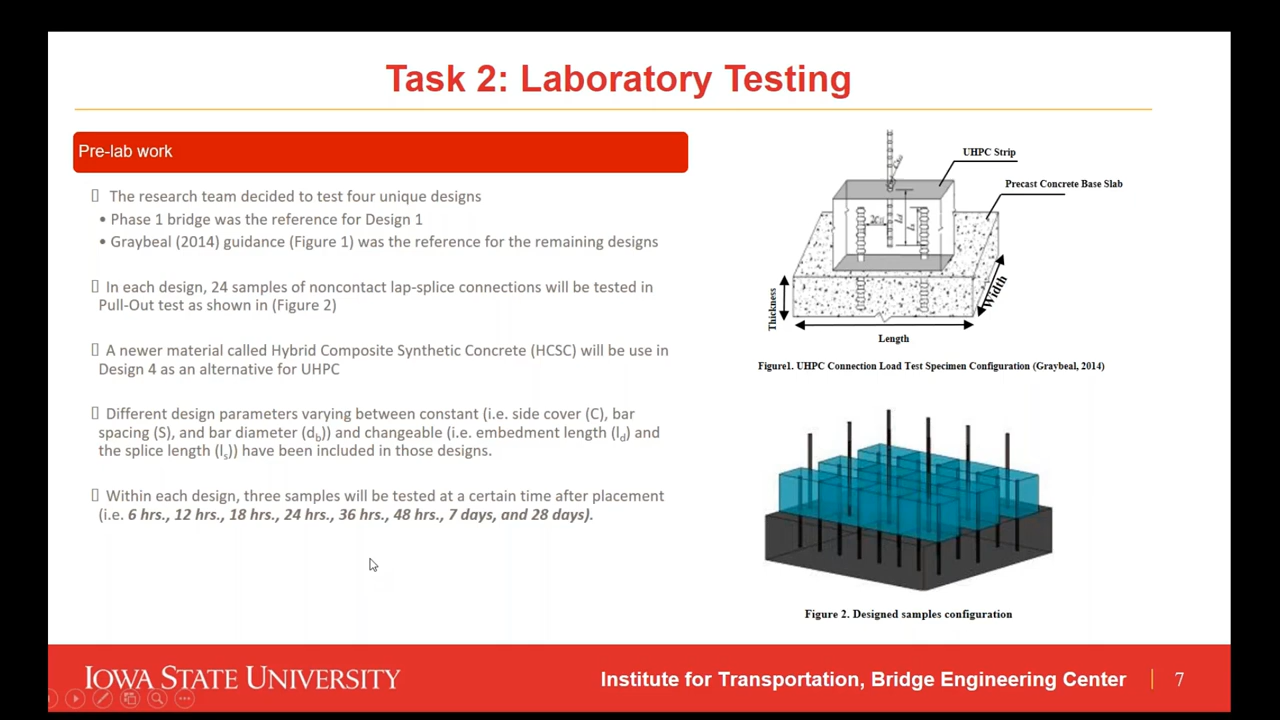 Task 2: Laboratory Testing
Pre-lab work
The research team decided to test four unique designs
• Phase 1 bridge was the reference for Design 1
• Graybeal (2014) guidance (Figure 1) was the reference for the remaining designs
In each design, 24 samples of noncontact lap-splice connections will be tested in
Pull-Out test as shown in (Figure 2)
A newer material called Hybrid Composite Synthetic Concrete (HCSC) will be use in
Design 4 as an alternative for UHPC
Different design parameters varying between constant (i.e. side cover (C), bar
spacing (S), and bar diameter (db)) and changeable (i.e. embedment length (ld) and
the splice length (ls)) have been included in those designs.
Within each design, three samples will be tested at a certain time after placement
(i.e. 6 hrs., 12 hrs., 18 hrs., 24 hrs., 36 hrs., 48 hrs., 7 days, and 28 days).
UHPC Strip
Precast Concrete Base Slab
Thickness
Width
Length
Figure1. UHPC Connection Load Test Specimen Configuration (Graybeal, 2014)
Figure 2. Designed samples configuration
IOWA STATE UNIVERSITY
Institute for Transportation, Bridge Engineering Center
7